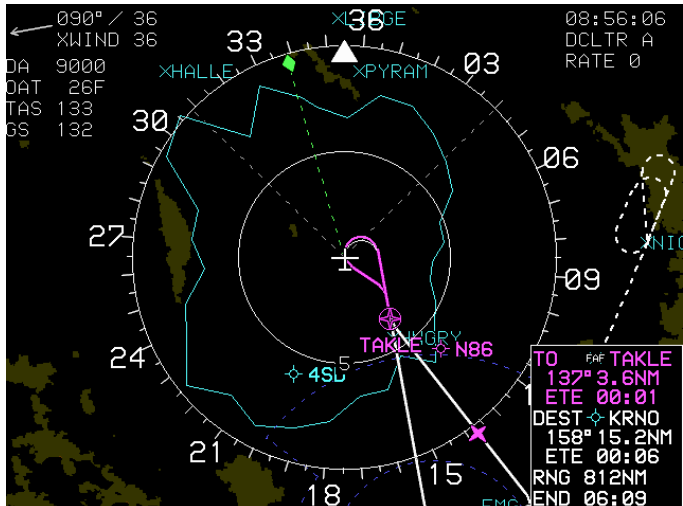 090°/ 36
XWIND 36
DA 9000
OAT 26F
TAS 133
GS 132
08:56:06
DCLTR A
RATE 0
36
33
03
30
06
27
09
24
21
15
18
5
XHALLE
XPYRAM
TAKLE
N86
4SD
TO FAF TAKLE
137° 3.6NM
ETE 00:01
DEST KRNO
158° 15.2NM
ETE 00:06
RNG 812NM
END 06:09